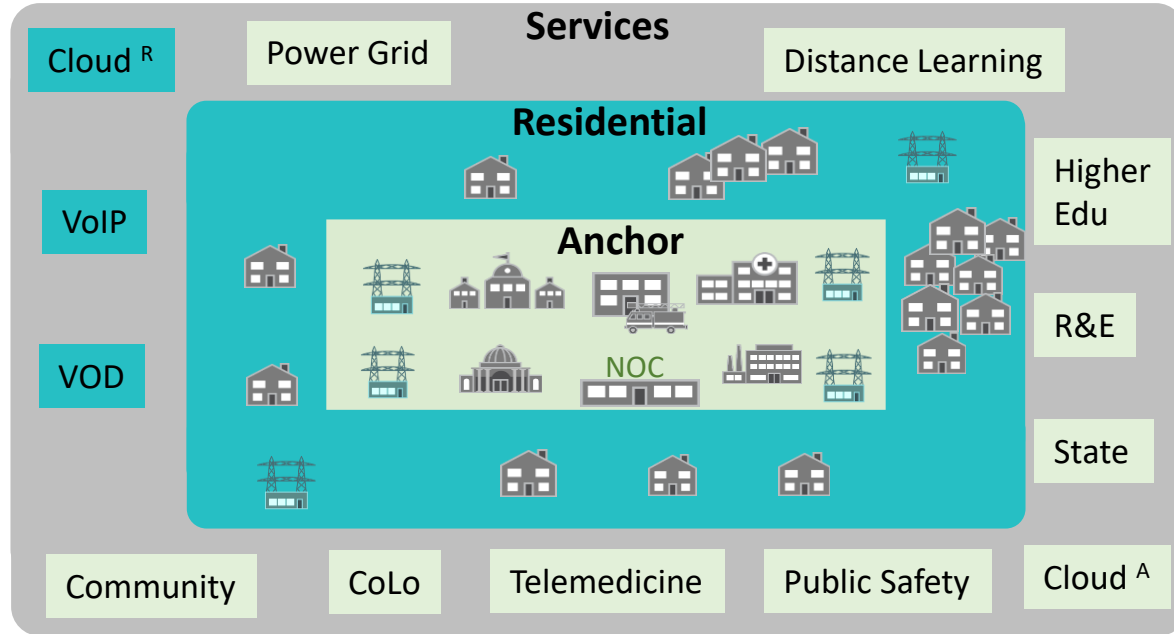 Services
Cloud R
Power Grid
Distance Learning
Residential
Higher
Edu
VoIP
Anchor
R&E
VOD
NOC
State
Community
CoLo
Telemedicine
Public Safety
Cloud A